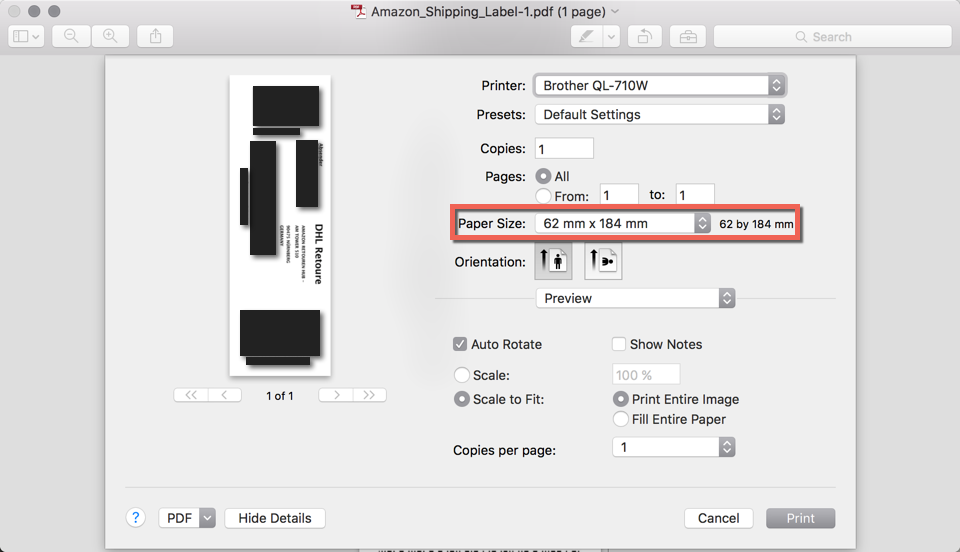 Amazon_Shipping_Label-1.pdf (1 page)
Search
Printer: Brother QL-710W
Presets: Default Settings
Copies: 1
Pages: All
From: 1 to: 1
Paper Size: 62 mm x 184 mm 62 by 184 mm
Orientation:
Preview
Auto Rotate Show Notes
Scale: 100 %
Scale to Fit: Print Entire Image
Fill Entire Paper
Copies per page: 1
Absender
DHL Retoure
AMAZON RETOUREN HUB -
AM TOWER 510
90475 NÜRNBERG
GERMANY
1 of 1
? PDF Hide Details Cancel Print